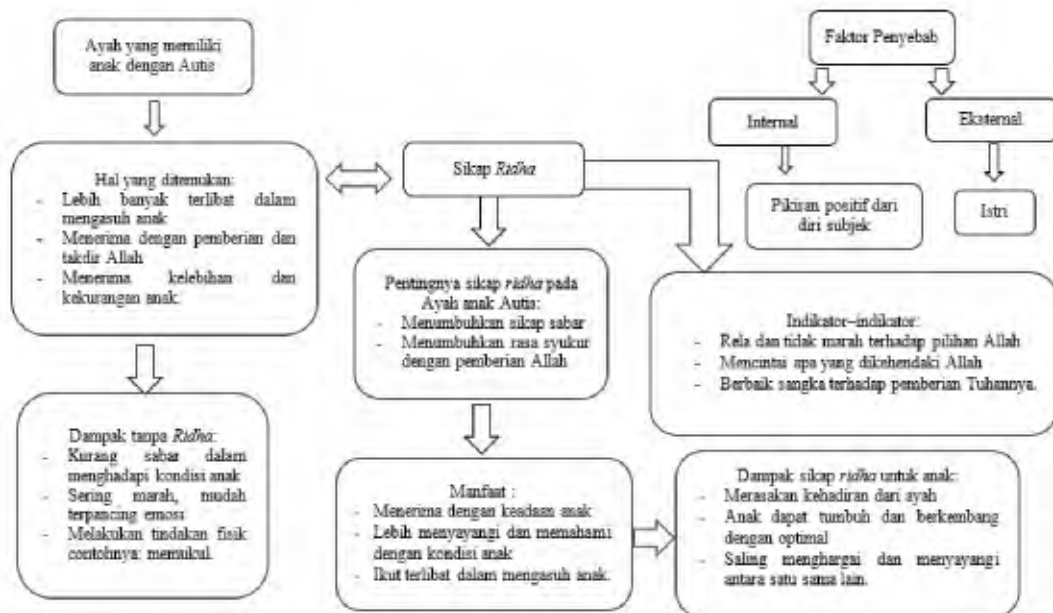 Ayah yang memiliki
anak dengan Autis
Hal yang ditemukan:
- Lebih banyak terlibat dalam
mengasuh anak
- Menerima dengan pemberian dan
takdir Allah
- Menerima kelebihan dan
kekurangan anak.
Dampak tanpa Ridha:
- Kurang sabar dalam
menghadapi kondisi anak
- Sering marah, mudah
terpancing emosi
- Melakukan tindakan fisik
contohnya: memukul.
Sikap Ridha
Pentingnya sikap ridha pada
Ayah anak Autis:
- Menumbuhkan sikap sabar
- Menumbuhkan rasa syukur
dengan pemberian Allah
Manfaat :
- Menerima dengan keadaan anak
- Lebih menyayangi dan memahami
dengan kondisi anak
- Ikut terlibat dalam mengasuh anak.
Faktor Penyebab
Internal
Eksternal
Pikiran positif dari
diri subjek
Istri
Indikator–indikator:
- Rela dan tidak marah terhadap pilihan Allah
- Mencintai apa yang dikehendaki Allah
- Berbaik sangka terhadap pemberian Tuhannya.
Dampak sikap ridha untuk anak:
- Merasakan kehadiran dari ayah
- Anak dapat tumbuh dan berkembang
dengan optimal
- Saling menghargai dan menyayangi
antara satu sama lain.